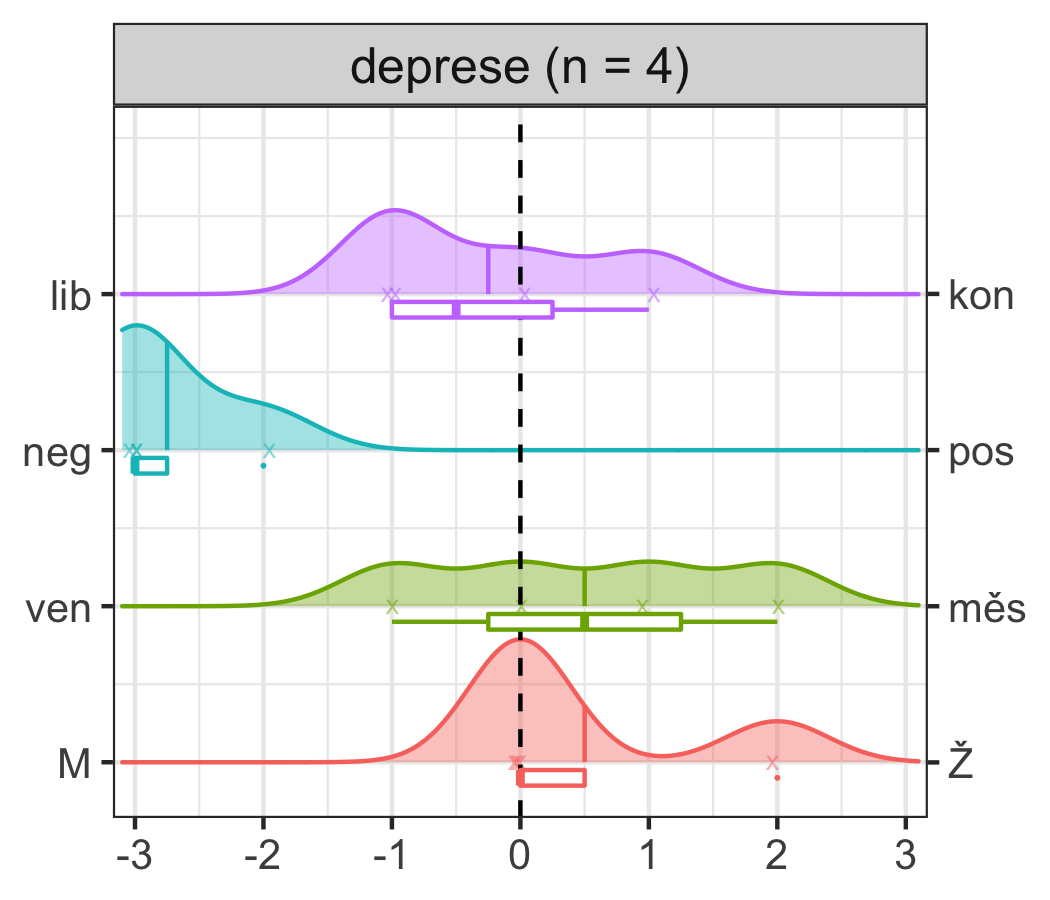 deprese (n = 4)
lib kon
neg pos
ven měs
M Ž
-3 -2 -1 0 1 2 3